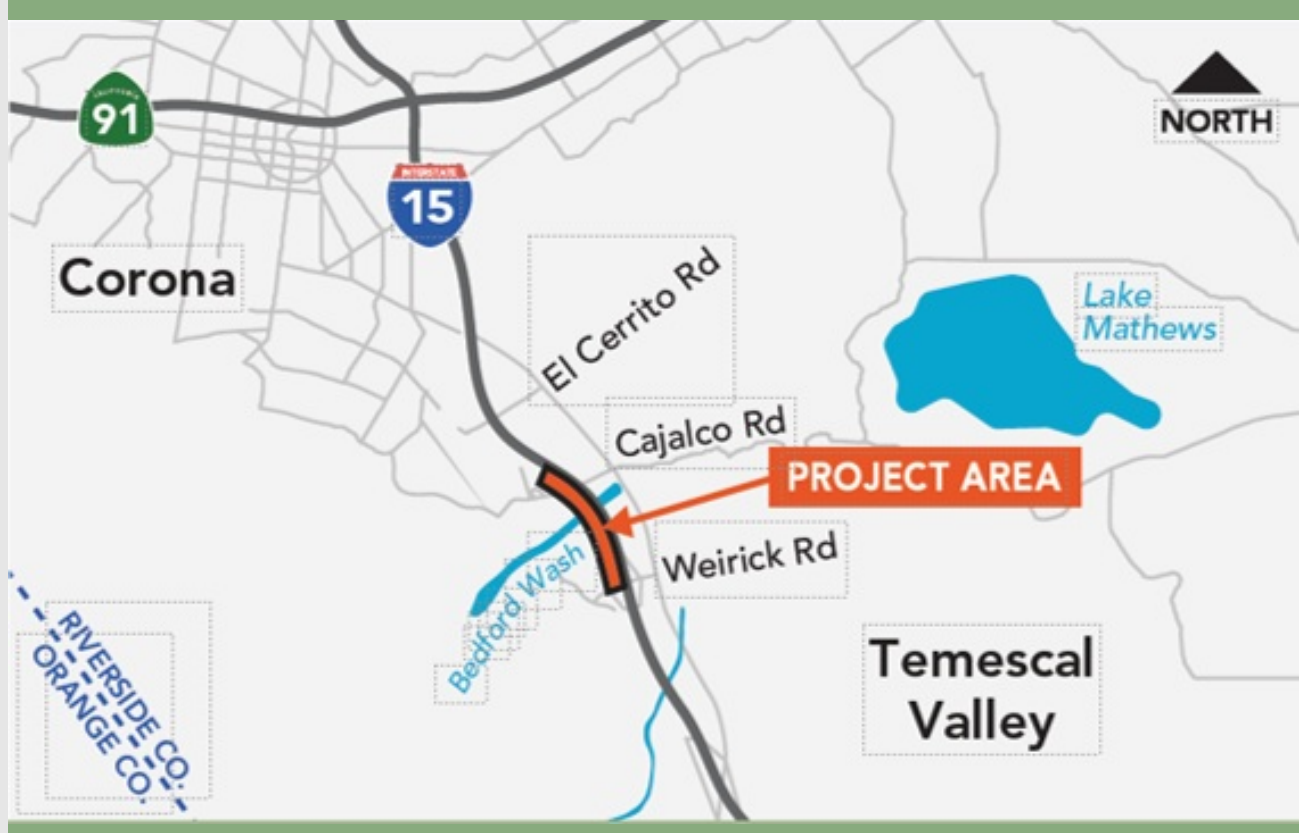 CALIFORNIA
91
NORTH
INTERSTATE
15
Corona
El Cerrito Rd
Lake
Mathews
Cajalco Rd
PROJECT AREA
Weirick Rd
Bedford Wash
RIVERSIDE CO.
ORANGE CO.
Temescal
Valley